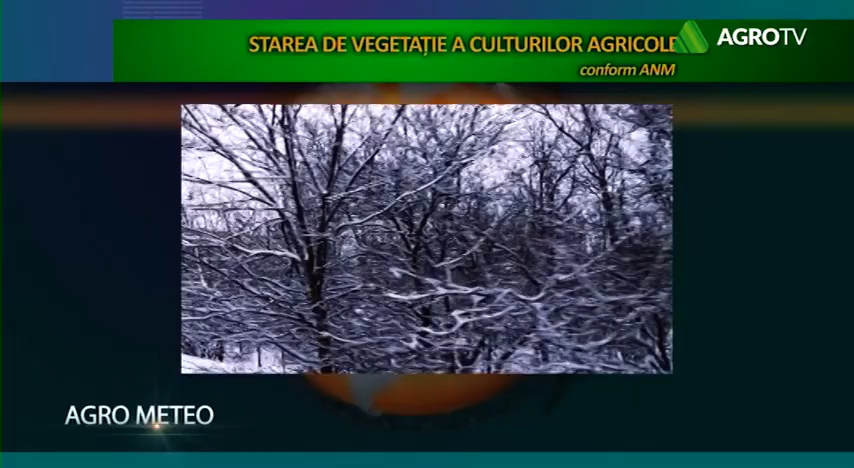 STAREA DE VEGETAȚIE A CULTURILOR AGRICOLE
AGROTV
conform ANM
AGRO METEO